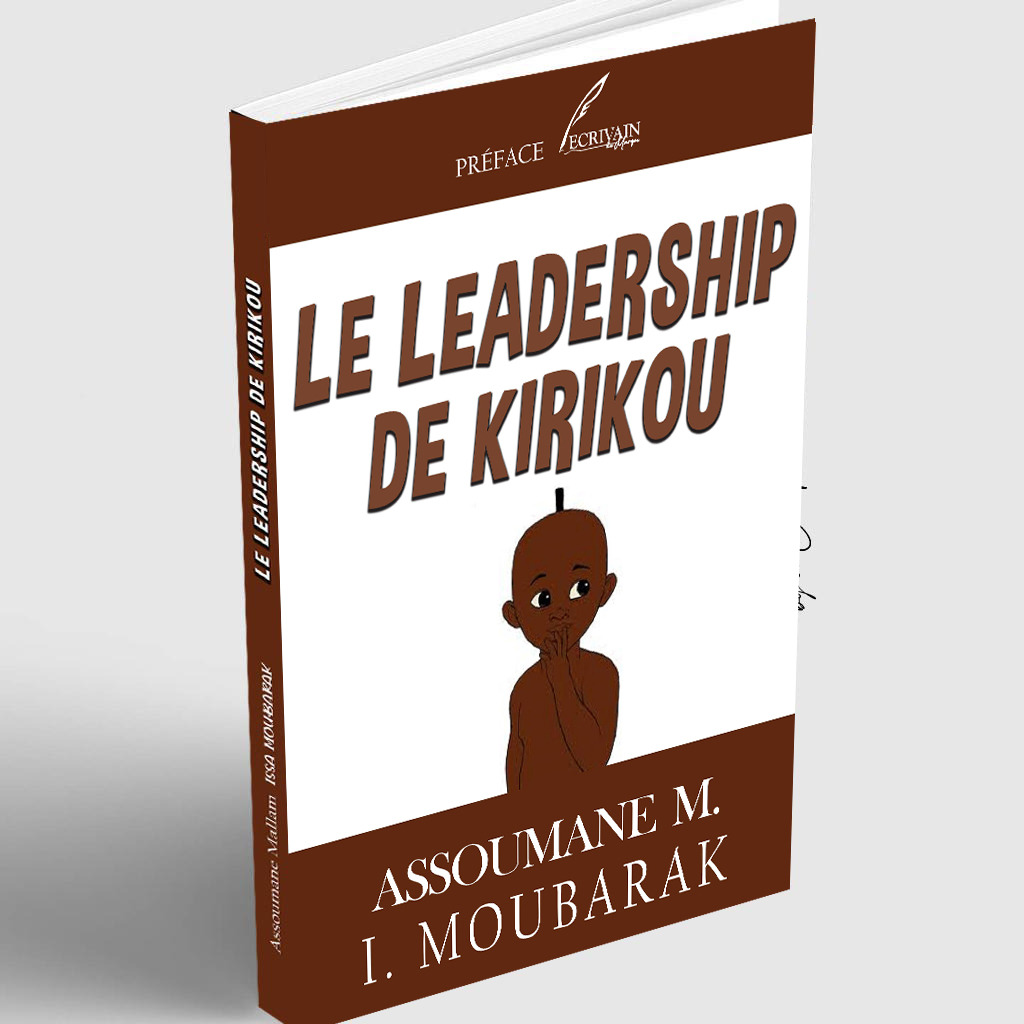 PRÉFACE
ECRIVAIN
LE LEADERSHIP
DE KIRIKOU
ASSOUMANE M.
I. MOUBARAK
LE LEADERSHIP DE KIRIKOU
Assoumane Mallam ISSA MOUBARAK